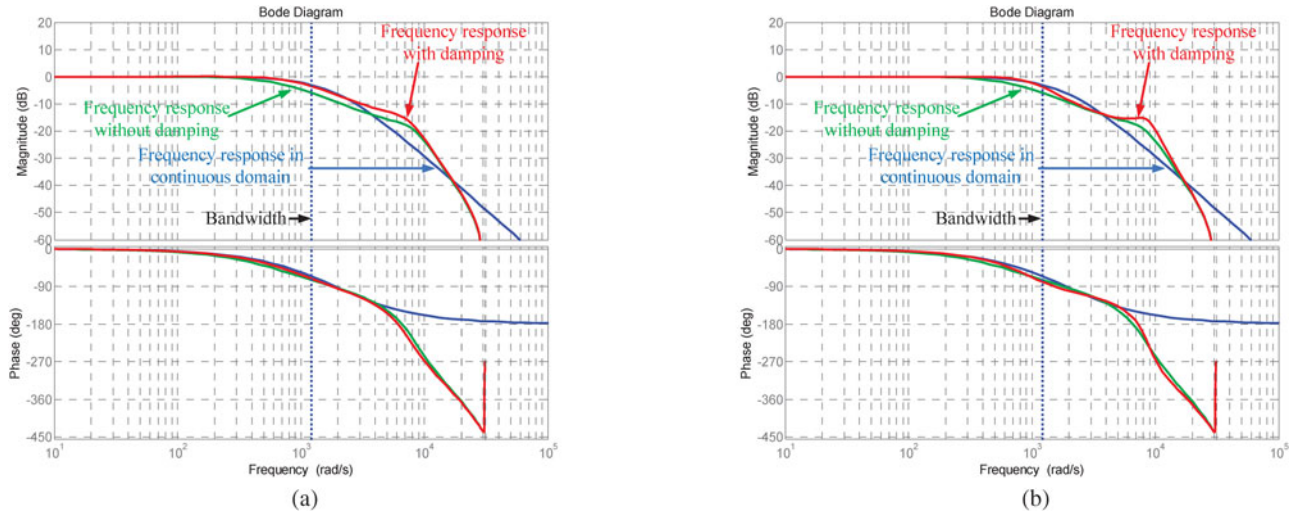 Bode Diagram
20
10
0
-10
-20
-30
-40
-50
-60
Magnitude (dB)
Frequency response
with damping
Frequency response
without damping
Frequency response in
continuous domain
Bandwidth
0
-90
-180
-270
-360
-450
Phase (deg)
10^1
10^2
10^3
10^4
10^5
Frequency (rad/s)
(a)
Bode Diagram
20
10
0
-10
-20
-30
-40
-50
-60
Magnitude (dB)
Frequency response
with damping
Frequency response
without damping
Frequency response in
continuous domain
Bandwidth
0
-90
-180
-270
-360
-450
Phase (deg)
10^1
10^2
10^3
10^4
10^5
Frequency (rad/s)
(b)